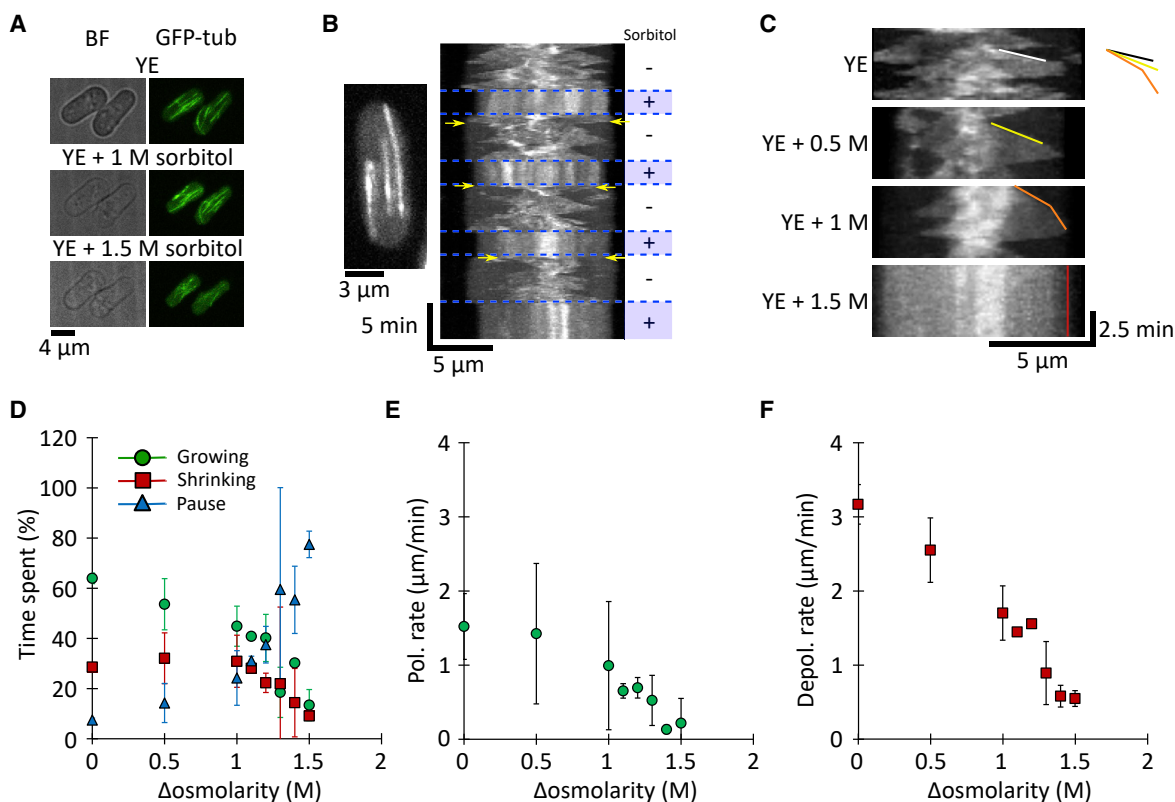 A
BF GFP-tub
YE
YE + 1 M sorbitol
YE + 1.5 M sorbitol
4 µm
B
Sorbitol
-
+
-
+
-
+
-
+
3 µm
5 min
5 µm
C
YE
YE + 0.5 M
YE + 1 M
YE + 1.5 M
2.5 min
5 µm
D
Time spent (%)
120
100
80
60
40
20
0
Growing
Shrinking
Pause
0 0.5 1 1.5 2
Δosmolarity (M)
E
Pol. rate (µm/min)
4
3
2
1
0
0 0.5 1 1.5 2
Δosmolarity (M)
F
Depol. rate (µm/min)
4
3
2
1
0
0 0.5 1 1.5 2
Δosmolarity (M)